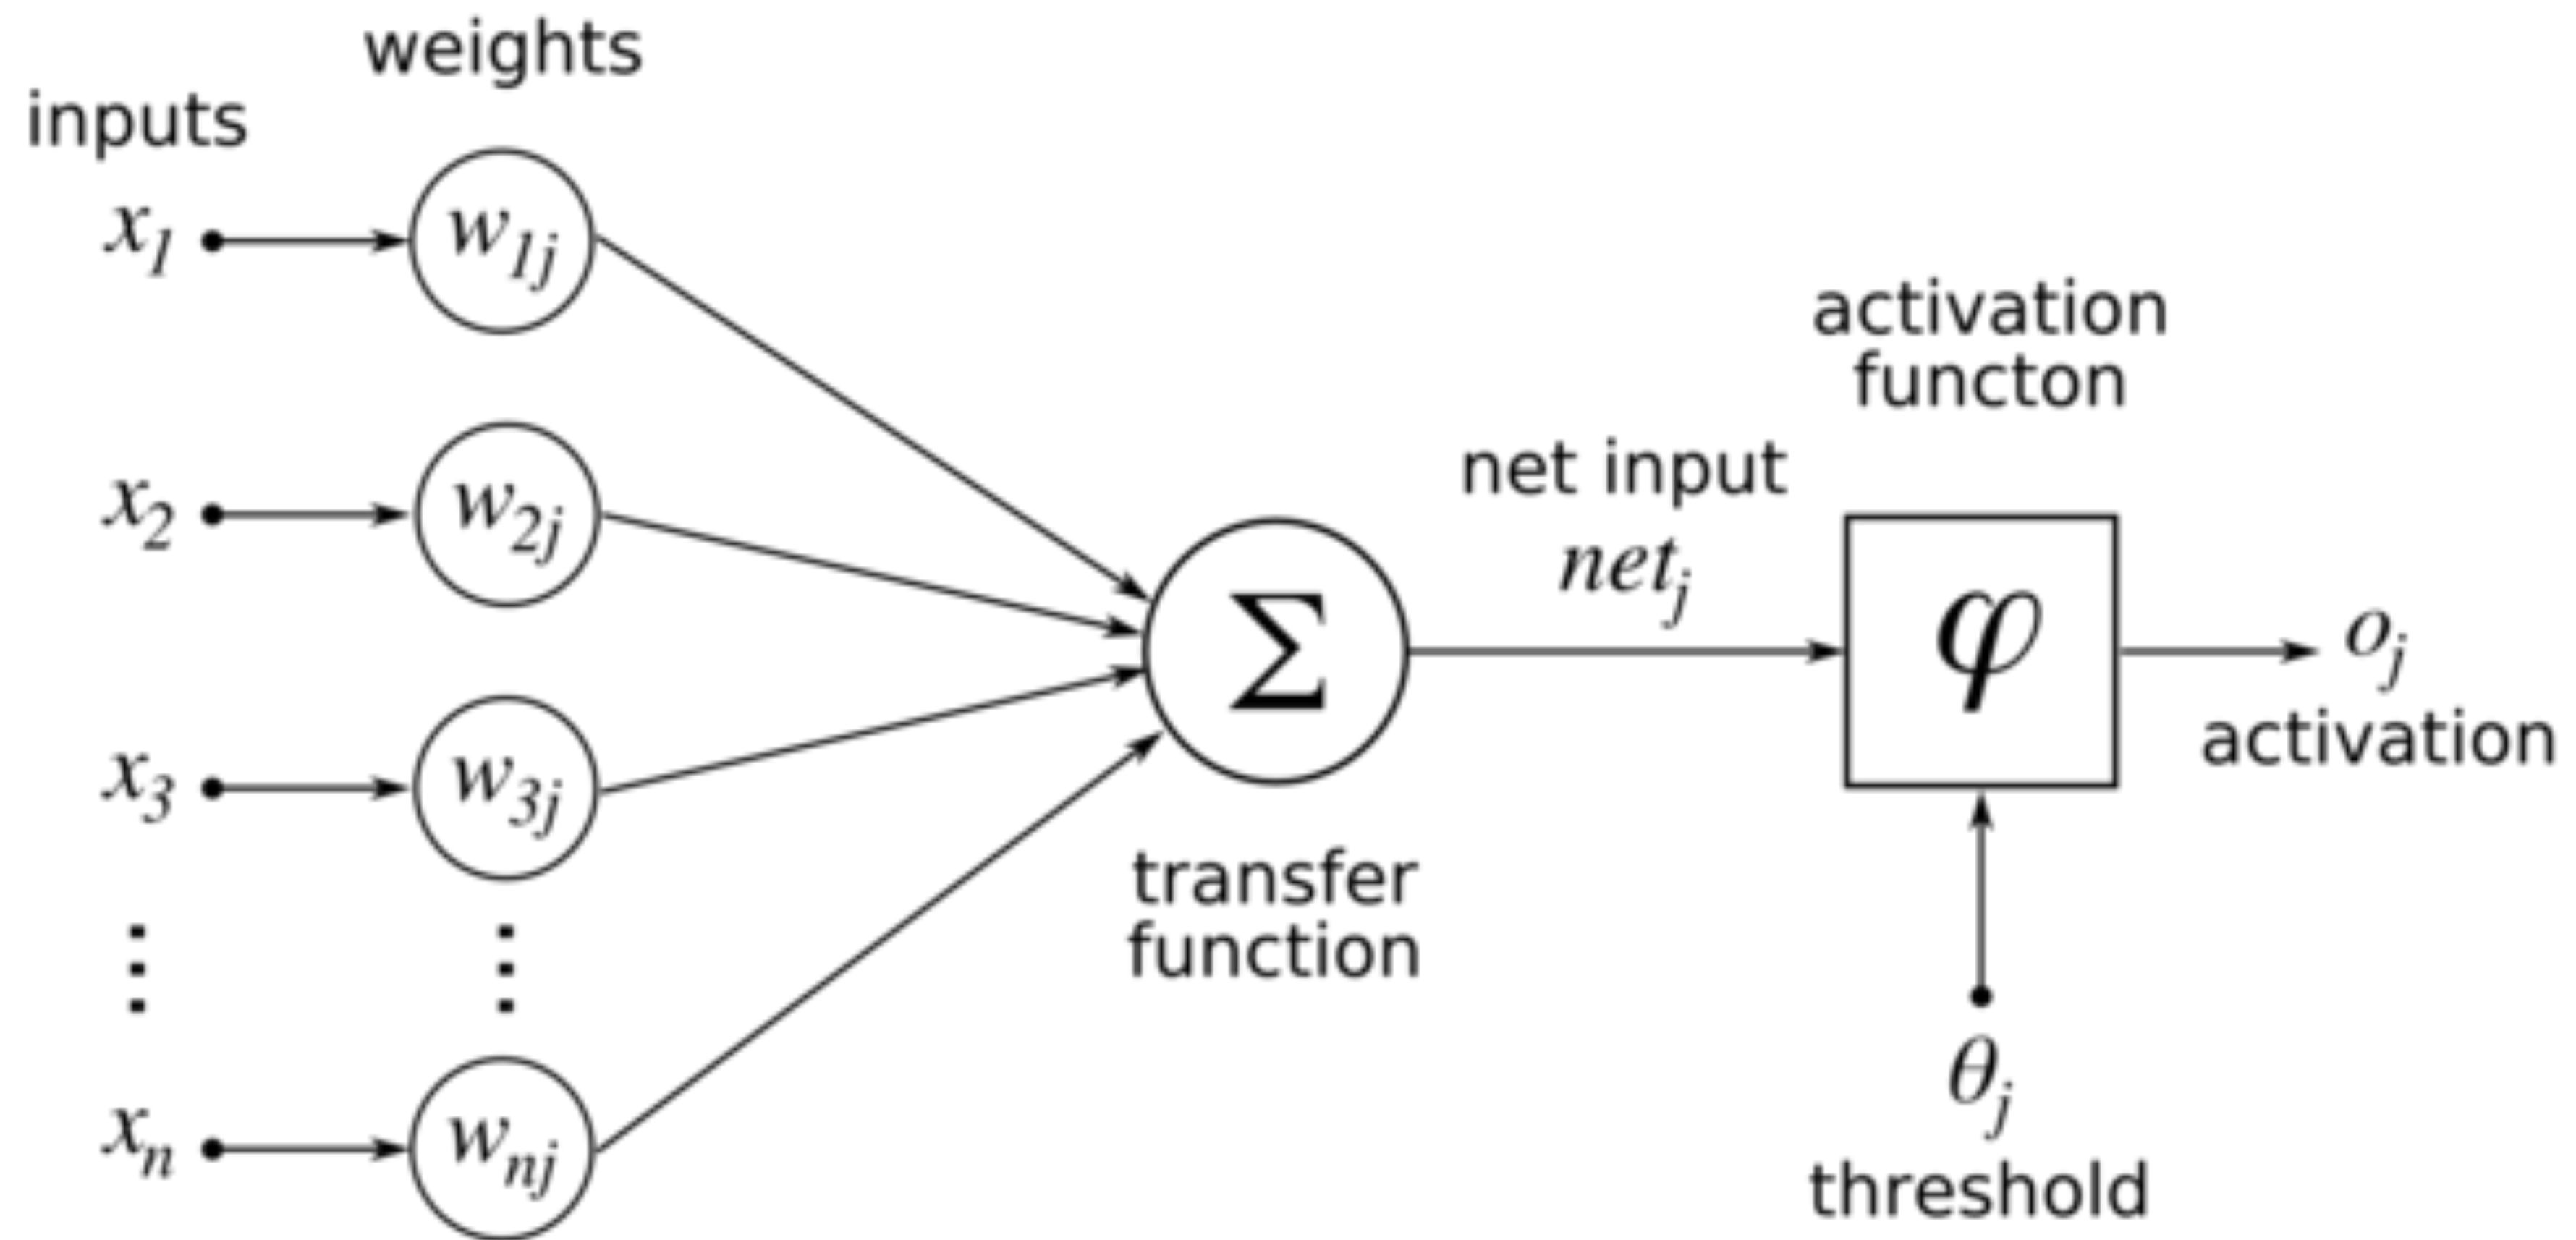 weights
inputs
x1
w1j
x2
w2j
x3
w3j
⋮
⋮
xn
wnj
Σ
transfer
function
net input
netj
activation
functon
φ
oj
activation
θj
threshold